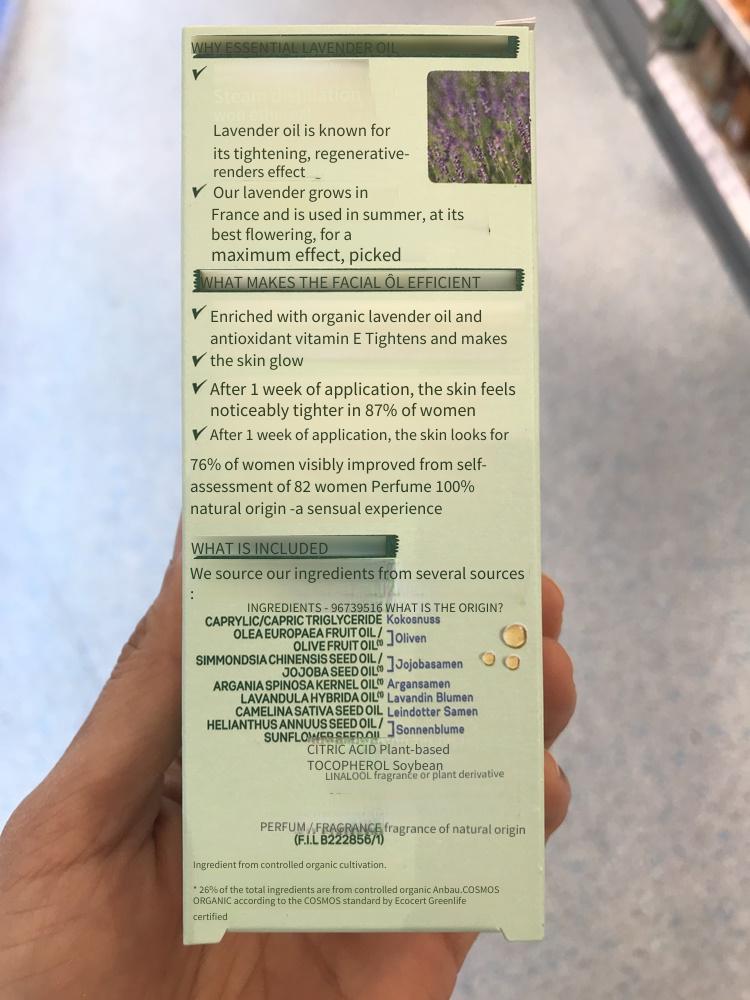 WHY ESSENTIAL LAVENDER OIL
Steam distillation
Lavender oil is known for
its tightening, regenerative-
renders effect
Our lavender grows in
France and is used in summer, at its
best flowering, for a
maximum effect, picked
WHAT MAKES THE FACIAL ÔL EFFICIENT
Enriched with organic lavender oil and
antioxidant vitamin E Tightens and makes
the skin glow
After 1 week of application, the skin feels
noticeably tighter in 87% of women
After 1 week of application, the skin looks for
76% of women visibly improved from self-
assessment of 82 women Perfume 100%
natural origin -a sensual experience
WHAT IS INCLUDED
We source our ingredients from several sources
:
INGREDIENTS - 96739516 WHAT IS THE ORIGIN?
CAPRYLIC/CAPRIC TRIGLYCERIDE Kokosnuss
OLEA EUROPAEA FRUIT OIL /
OLIVE FRUIT OIL(1) Oliven
SIMMONDSIA CHINENSIS SEED OIL /
JOJOBA SEED OIL(1) Jojobasamen
ARGANIA SPINOSA KERNEL OIL(1) Argansamen
LAVANDULA HYBRIDA OIL(1) Lavandin Blumen
CAMELINA SATIVA SEED OIL Leindotter Samen
HELIANTHUS ANNUUS SEED OIL /
SUNFLOWER SEED OIL Sonnenblume
CITRIC ACID Plant-based
TOCOPHEROL Soybean
LINALOOL fragrance or plant derivative
PERFUM / FRAGRANCE fragrance of natural origin
(F.I.L B222856/1)
Ingredient from controlled organic cultivation.
* 26% of the total ingredients are from controlled organic Anbau.COSMOS
ORGANIC according to the COSMOS standard by Ecocert Greenlife
certified